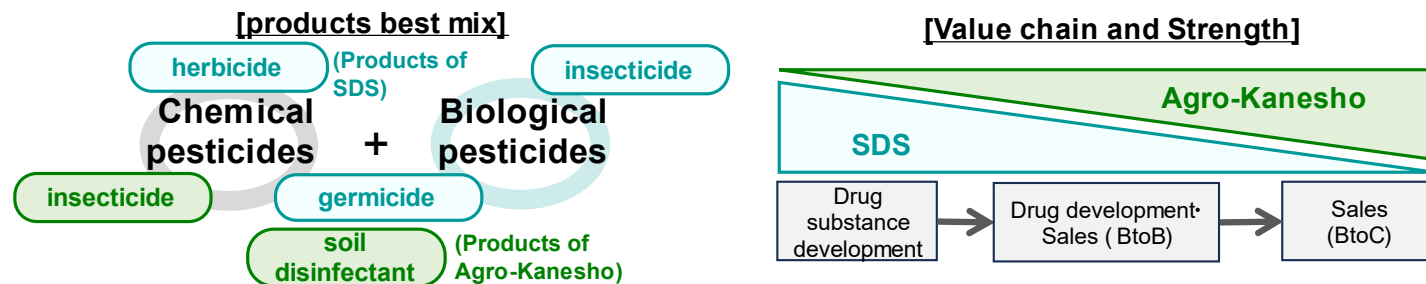 [products best mix]
herbicide
(Products of
SDS)
insecticide
Chemical
pesticides
+
Biological
pesticides
insecticide
germicide
soil
disinfectant
(Products of
Agro-Kanesho)
[Value chain and Strength]
Agro-Kanesho
SDS
Drug
substance
development
Drug development・
Sales ( BtoB)
Sales
(BtoC)